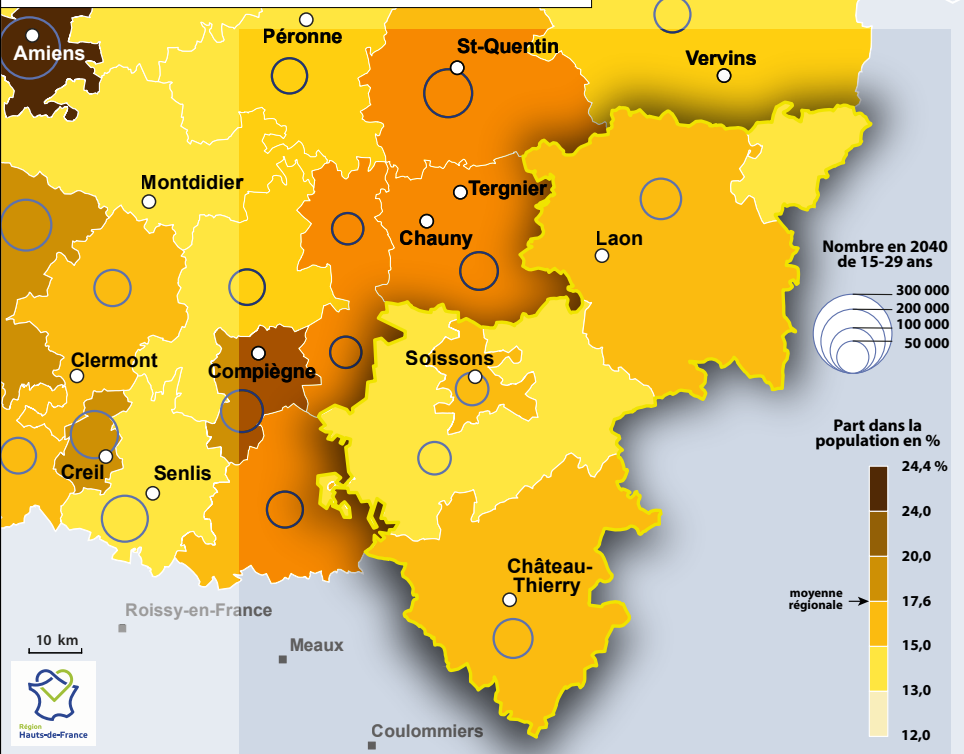 Péronne
Amiens
St-Quentin
Vervins
Montdidier
Tergnier
Chauny
Laon
Nombre en 2040
de 15-29 ans
300 000
200 000
100 000
50 000
Clermont
Compiègne
Soissons
Creil
Senlis
Part dans la
population en %
24,4 %
24,0
20,0
moyenne
régionale
17,6
15,0
13,0
12,0
Château-
Thierry
Roissy-en-France
10 km
Meaux
Région
Hauts-de-France
Coulommiers